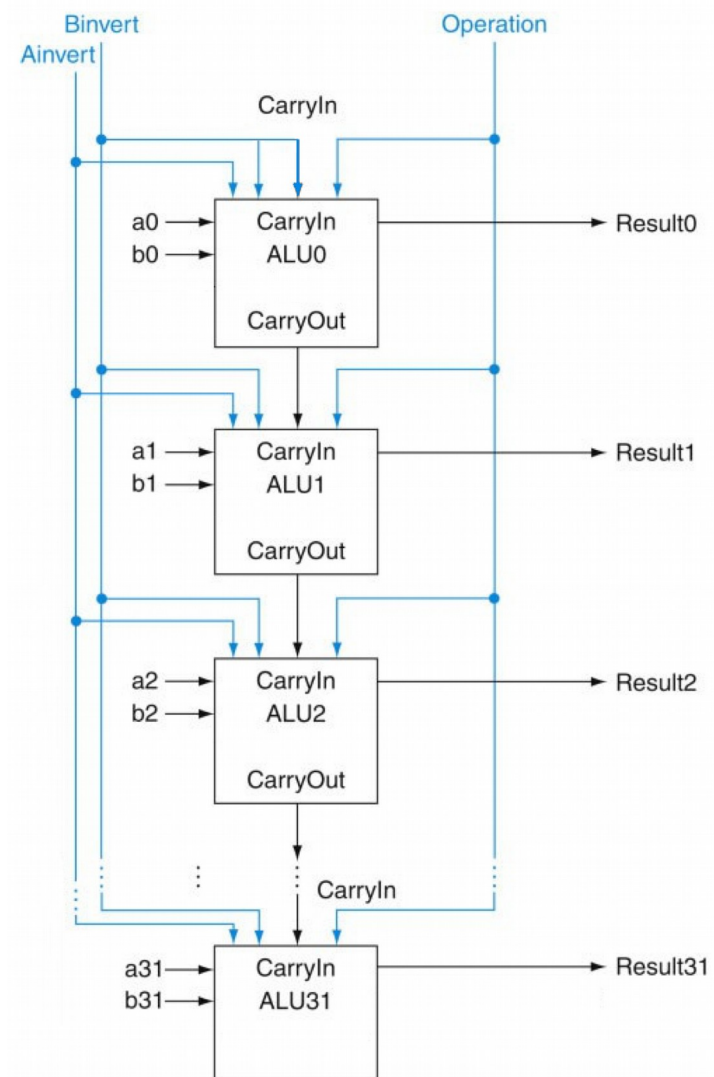 Binvert
Operation
Ainvert
CarryIn
a0
CarryIn
Result0
b0
ALU0
CarryOut
a1
CarryIn
Result1
b1
ALU1
CarryOut
a2
CarryIn
Result2
b2
ALU2
CarryOut
CarryIn
a31
CarryIn
Result31
b31
ALU31